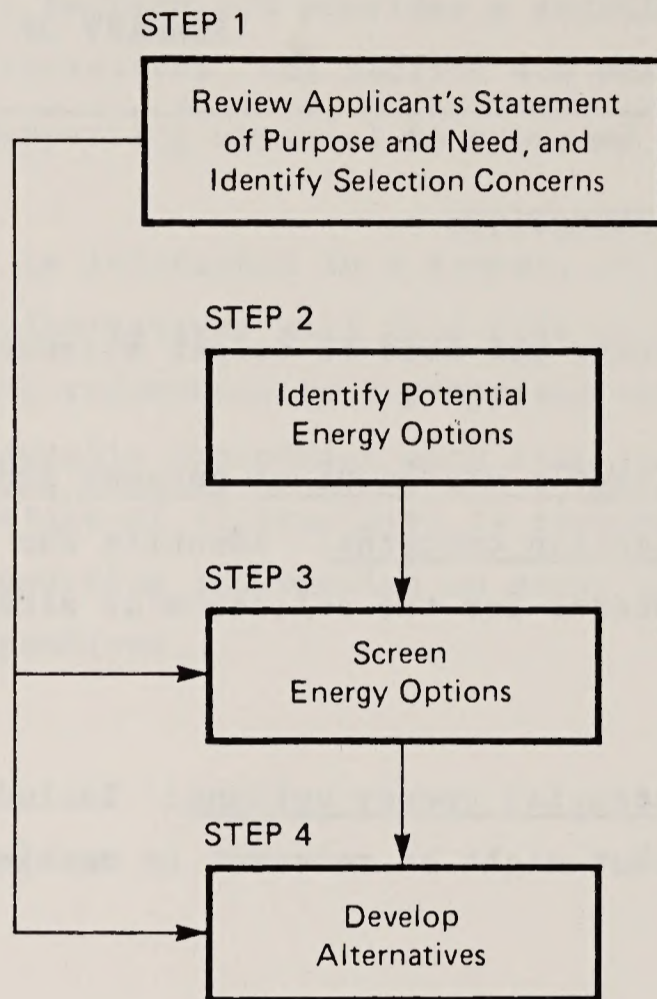 STEP 1
Review Applicant's Statement
of Purpose and Need, and
Identify Selection Concerns
STEP 2
Identify Potential
Energy Options
STEP 3
Screen
Energy Options
STEP 4
Develop
Alternatives